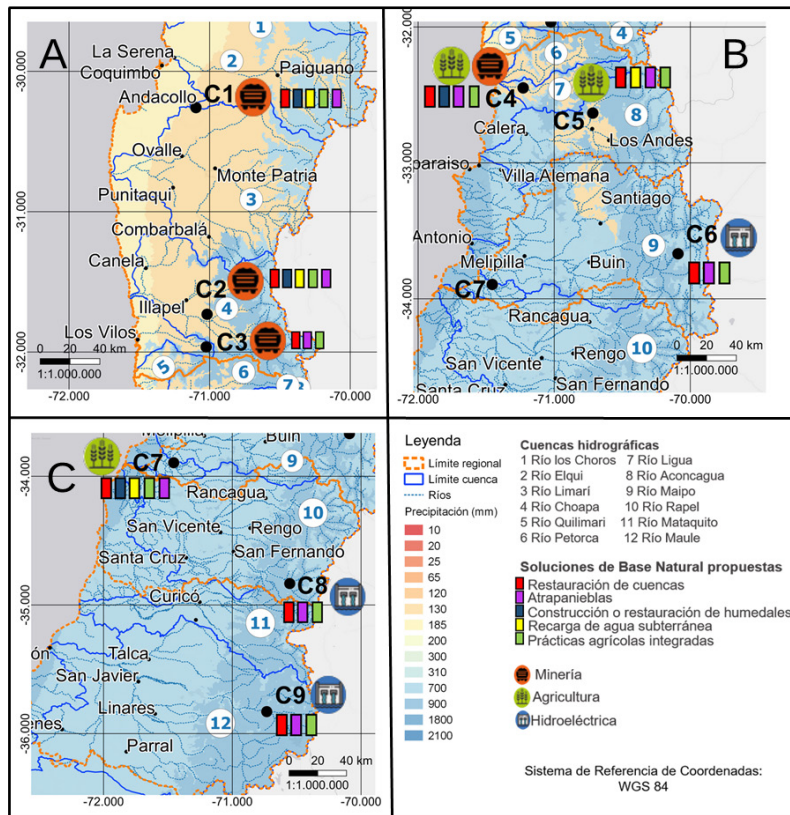 A
1
-30.000
La Serena
2
Coquimbo
Paiguano
Andacollo
C1
Ovalle
Monte Patria
Punitaqui
3
-31.000
Combarbalá
Canela
C2
4
Illapel
C3
Los Vilos
0 20 40 km
-32.000
5
6
7
1:1.000.000
-72.000 -71.000 -70.000
B
-32.000
5
4
6
7
C4
C5
8
Calera
Los Andes
-33.000
paraiso
Villa Alemana
Santiago
C6
Antonio
9
Melipilla
Buin
C7
-34.000
Rancagua
0 20 40 km
San Vicente
Rengo
10
1:1.000.000
Santa Cruz
San Fernando
-72.000 -71.000 -70.000
C
Melipilla
Buin
C7
9
-34.000
Rancagua
10
San Vicente
Rengo
San Fernando
Santa Cruz
C8
Curicó
-35.000
11
Talca
ón
San Javier
C9
Linares
12
enes
-36.000
Parral
0 20 40 km
1:1.000.000
-72.000 -71.000 -70.000
Leyenda
Límite regional
Límite cuenca
Ríos
Precipitación (mm)
10
20
25
65
120
130
185
200
300
310
700
900
1800
2100
Cuencas hidrográficas
1 Río los Choros 7 Río Ligua
2 Río Elqui 8 Río Aconcagua
3 Río Limarí 9 Río Maipo
4 Río Choapa 10 Río Rapel
5 Río Quilimari 11 Río Mataquito
6 Río Petorca 12 Río Maule
Soluciones de Base Natural propuestas
Restauración de cuencas
Atrapanieblas
Construcción o restauración de humedales
Recarga de agua subterránea
Prácticas agrícolas integradas
Minería
Agricultura
Hidroeléctrica
Sistema de Referencia de Coordenadas:
WGS 84